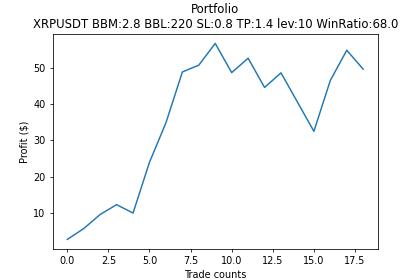 Portfolio
XRPUSDT BBM:2.8 BBL:220 SL:0.8 TP:1.4 lev:10 WinRatio:68.0
50
40
30
20
10
Profit ($)
0.0 2.5 5.0 7.5 10.0 12.5 15.0 17.5
Trade counts